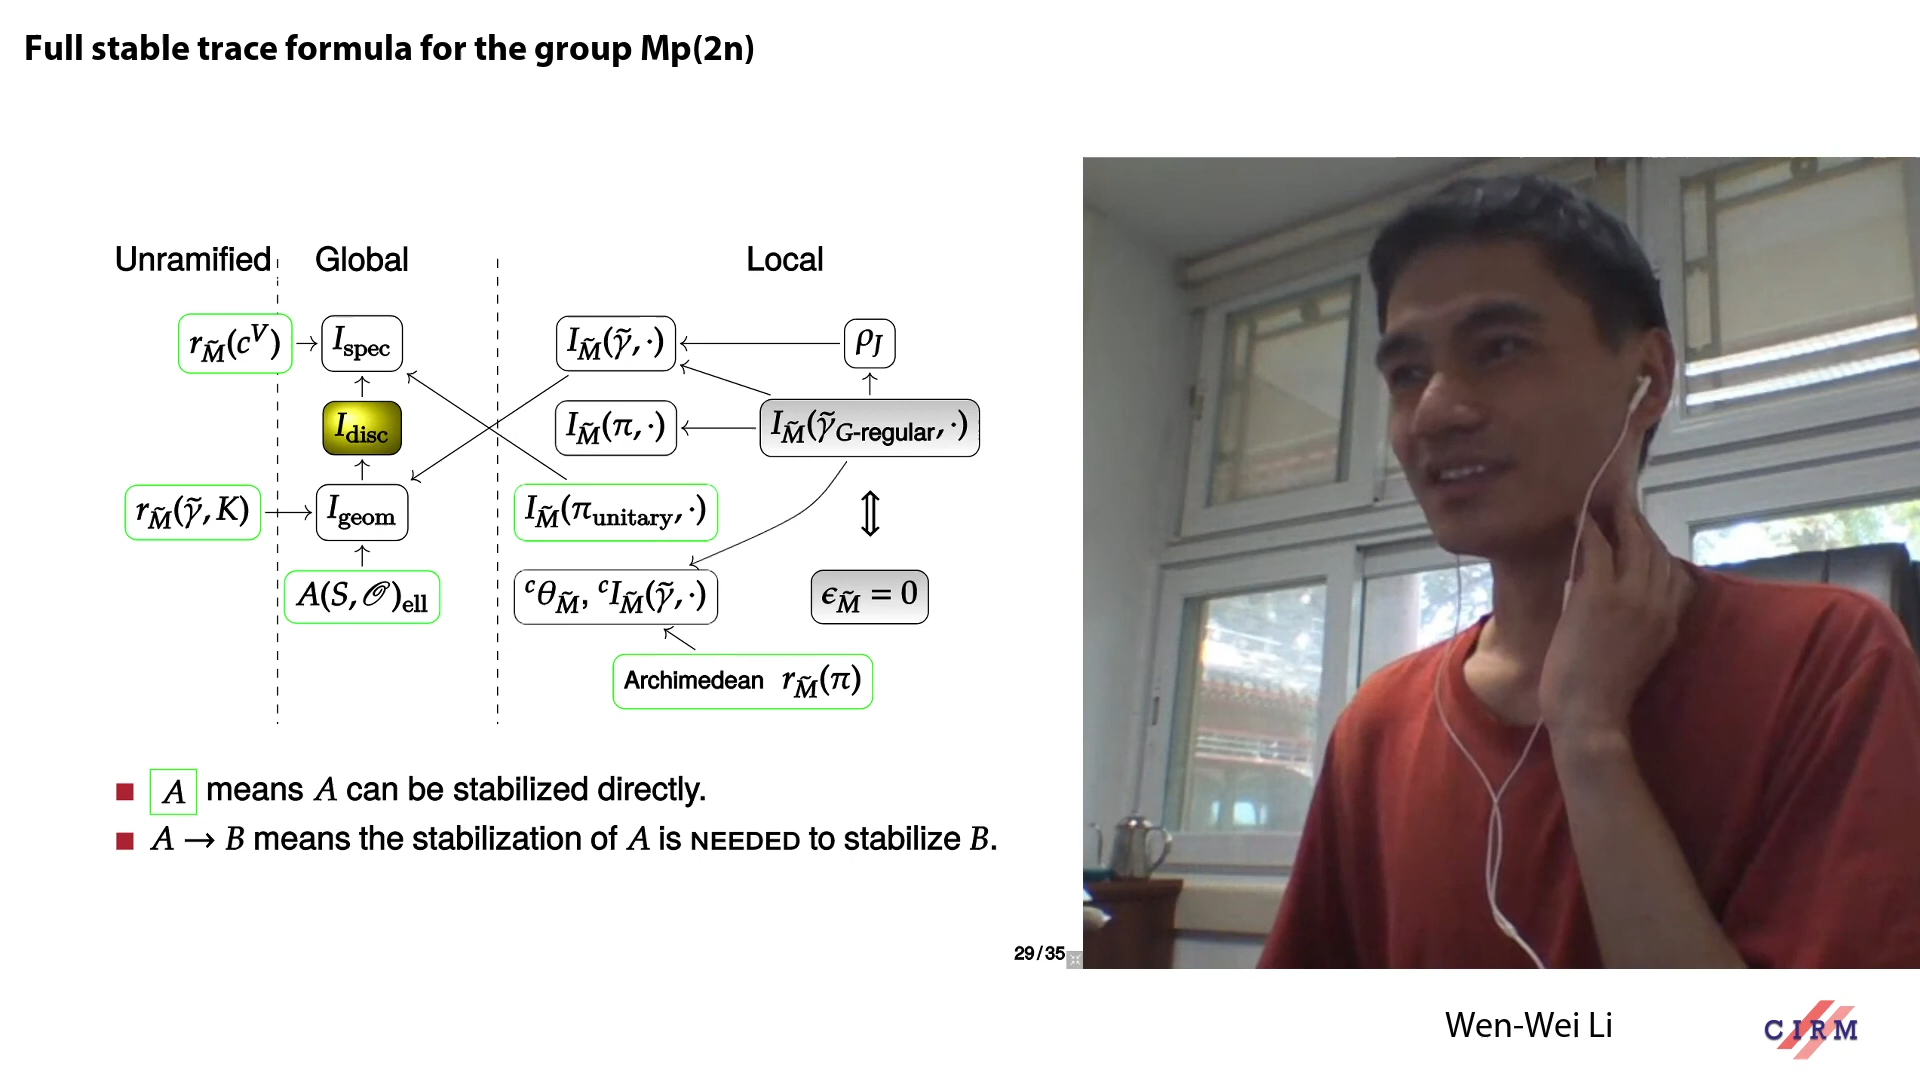 Full stable trace formula for the group Mp(2n)
Unramified Global Local
r_M̃(c^V) → I_spec I_M̃(γ̃, ·) ρ_J
I_disc I_M̃(π, ·) I_M̃(γ̃_G-regular, ·)
r_M̃(γ̃, K) → I_geom I_M̃(π_unitary, ·) ⇕
A(S, 𝒪)_ell ^cθ_M̃, ^cI_M̃(γ̃, ·) ϵ_M̃ = 0
Archimedean r_M̃(π)
A means A can be stabilized directly.
A → B means the stabilization of A is NEEDED to stabilize B.
29/35
Wen-Wei Li
CIRM